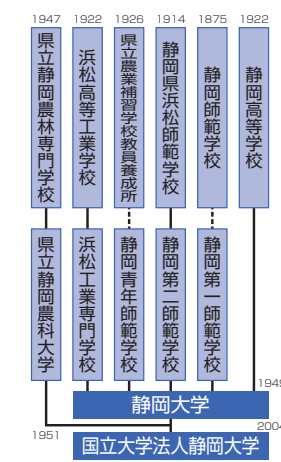 1947 1922 1926 1914 1875 1922
県立静岡農林専門学校
浜松高等工業学校
県立農業補習学校教員養成所
静岡県浜松師範学校
静岡師範学校
静岡高等学校
県立静岡農科大学
浜松工業専門学校
静岡青年師範学校
静岡第二師範学校
静岡第一師範学校
1949
静岡大学
1951
2004
国立大学法人静岡大学